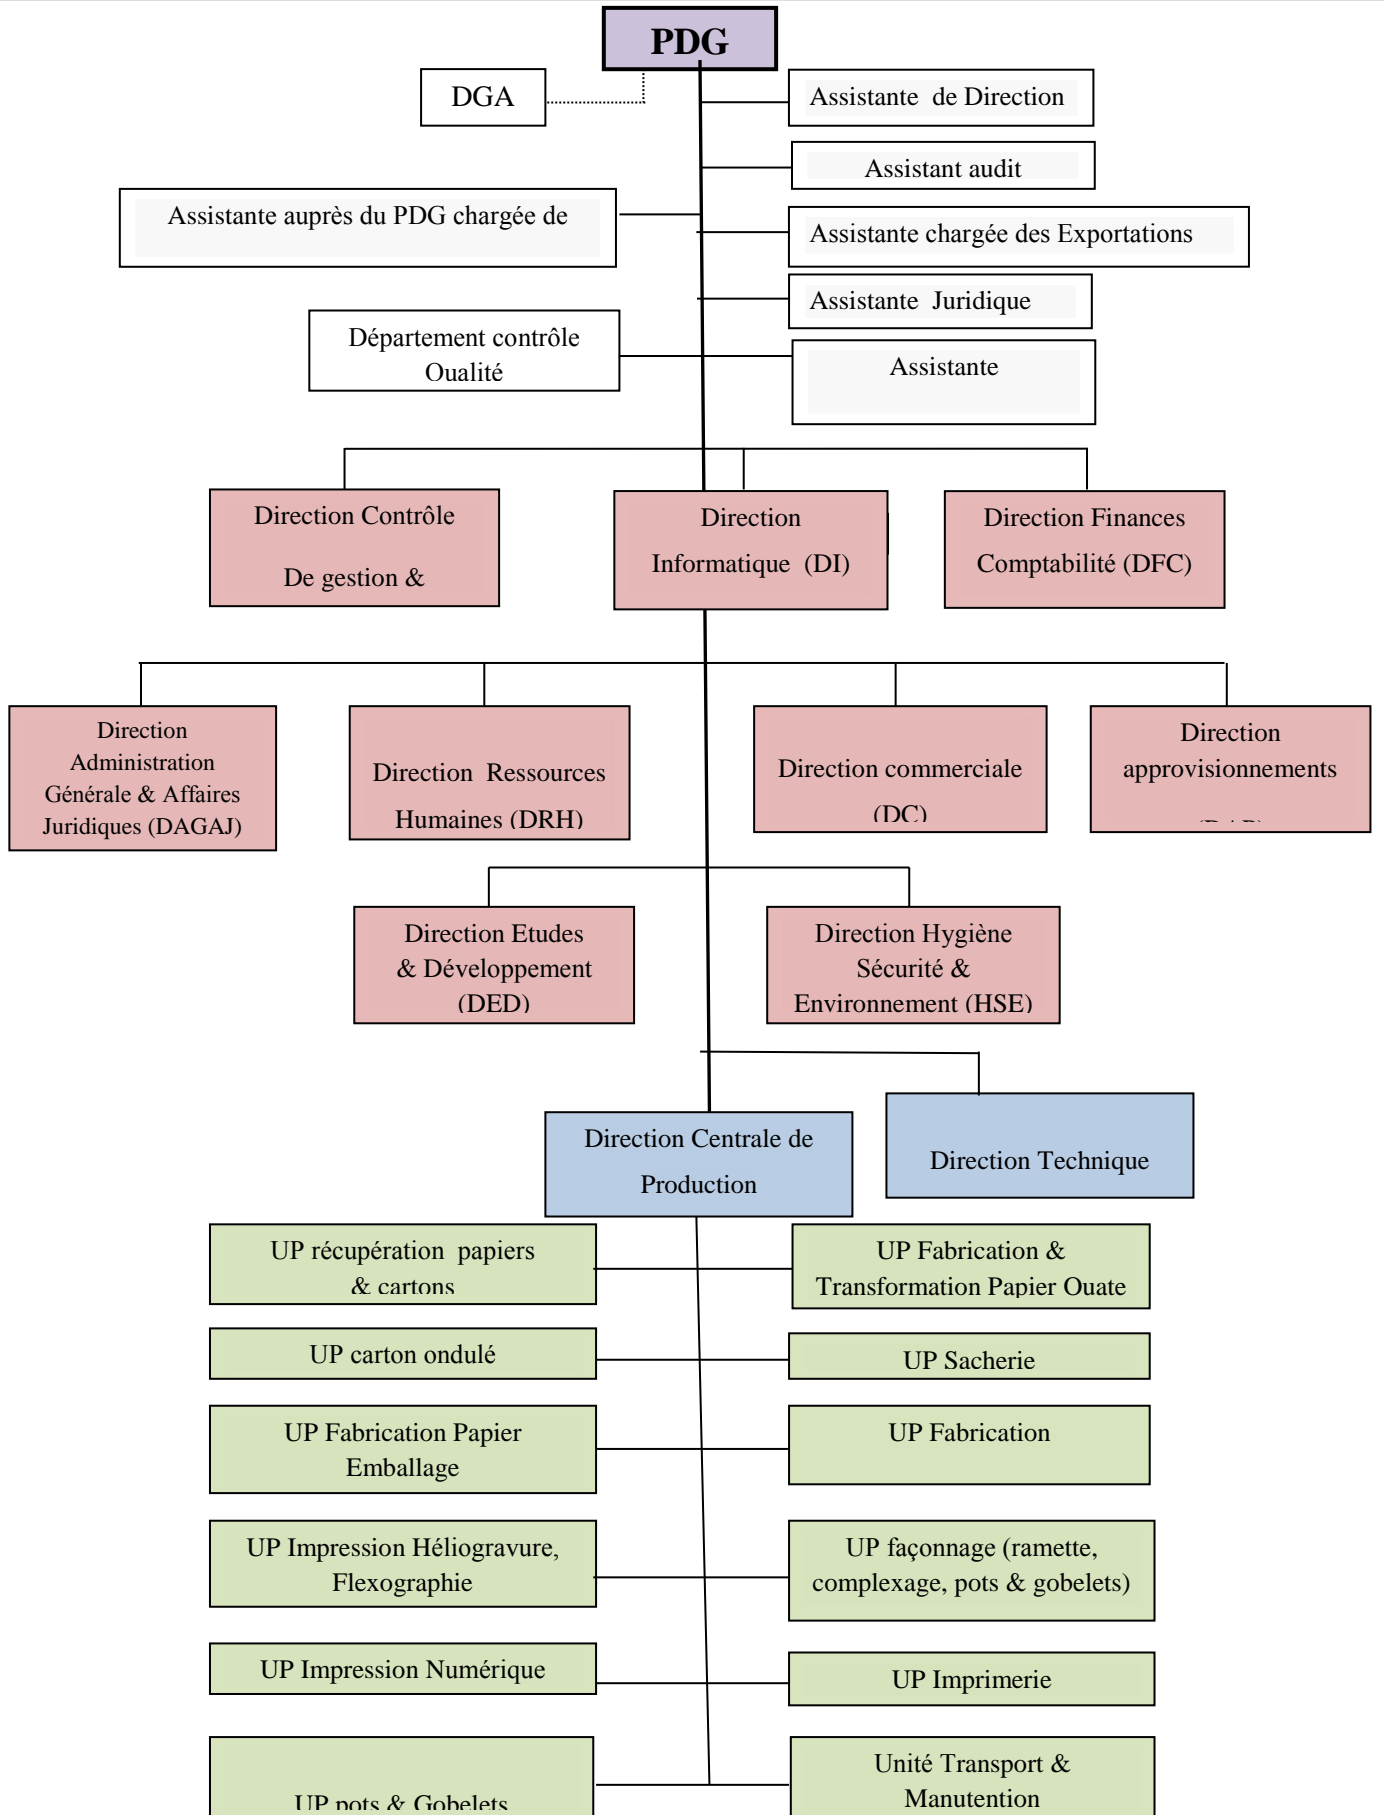 PDG
DGA
Assistante de Direction
Assistant audit
Assistante auprès du PDG chargée de
Assistante chargée des Exportations
Assistante Juridique
Département contrôle
Qualité
Assistante
Direction Contrôle
De gestion &
Direction
Informatique (DI)
Direction Finances
Comptabilité (DFC)
Direction
Administration
Générale & Affaires
Juridiques (DAGAJ)
Direction Ressources
Humaines (DRH)
Direction commerciale
(DC)
Direction
approvisionnements
Direction Etudes
& Développement
(DED)
Direction Hygiène
Sécurité &
Environnement (HSE)
Direction Centrale de
Production
Direction Technique
UP récupération papiers
& cartons
UP Fabrication &
Transformation Papier Ouate
UP carton ondulé
UP Sacherie
UP Fabrication Papier
Emballage
UP Fabrication
UP Impression Héliogravure,
Flexographie
UP façonnage (ramette,
complexage, pots & gobelets)
UP Impression Numérique
UP Imprimerie
UP pots & Gobelets
Unité Transport &
Manutention